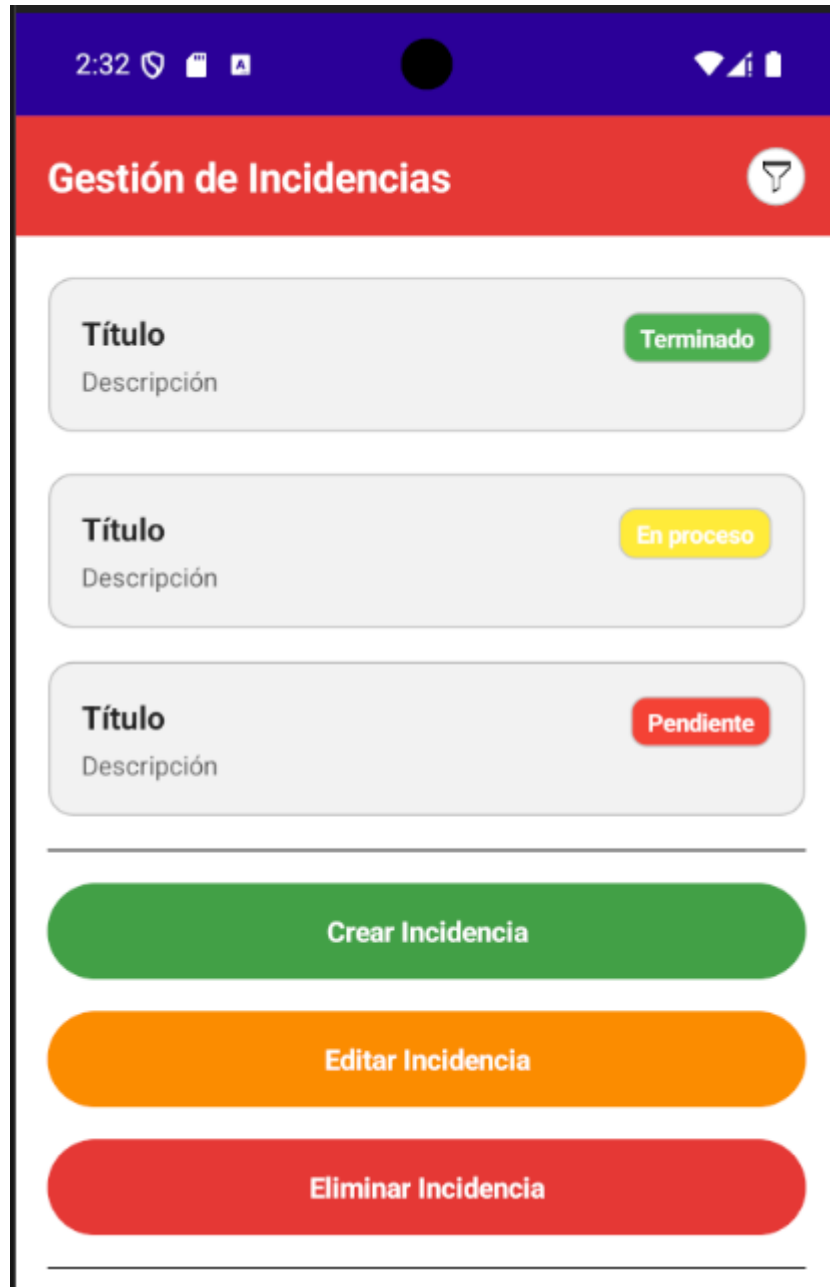 2:32
Gestión de Incidencias
Título
Terminado
Descripción
Título
En proceso
Descripción
Título
Pendiente
Descripción
Crear Incidencia
Editar Incidencia
Eliminar Incidencia